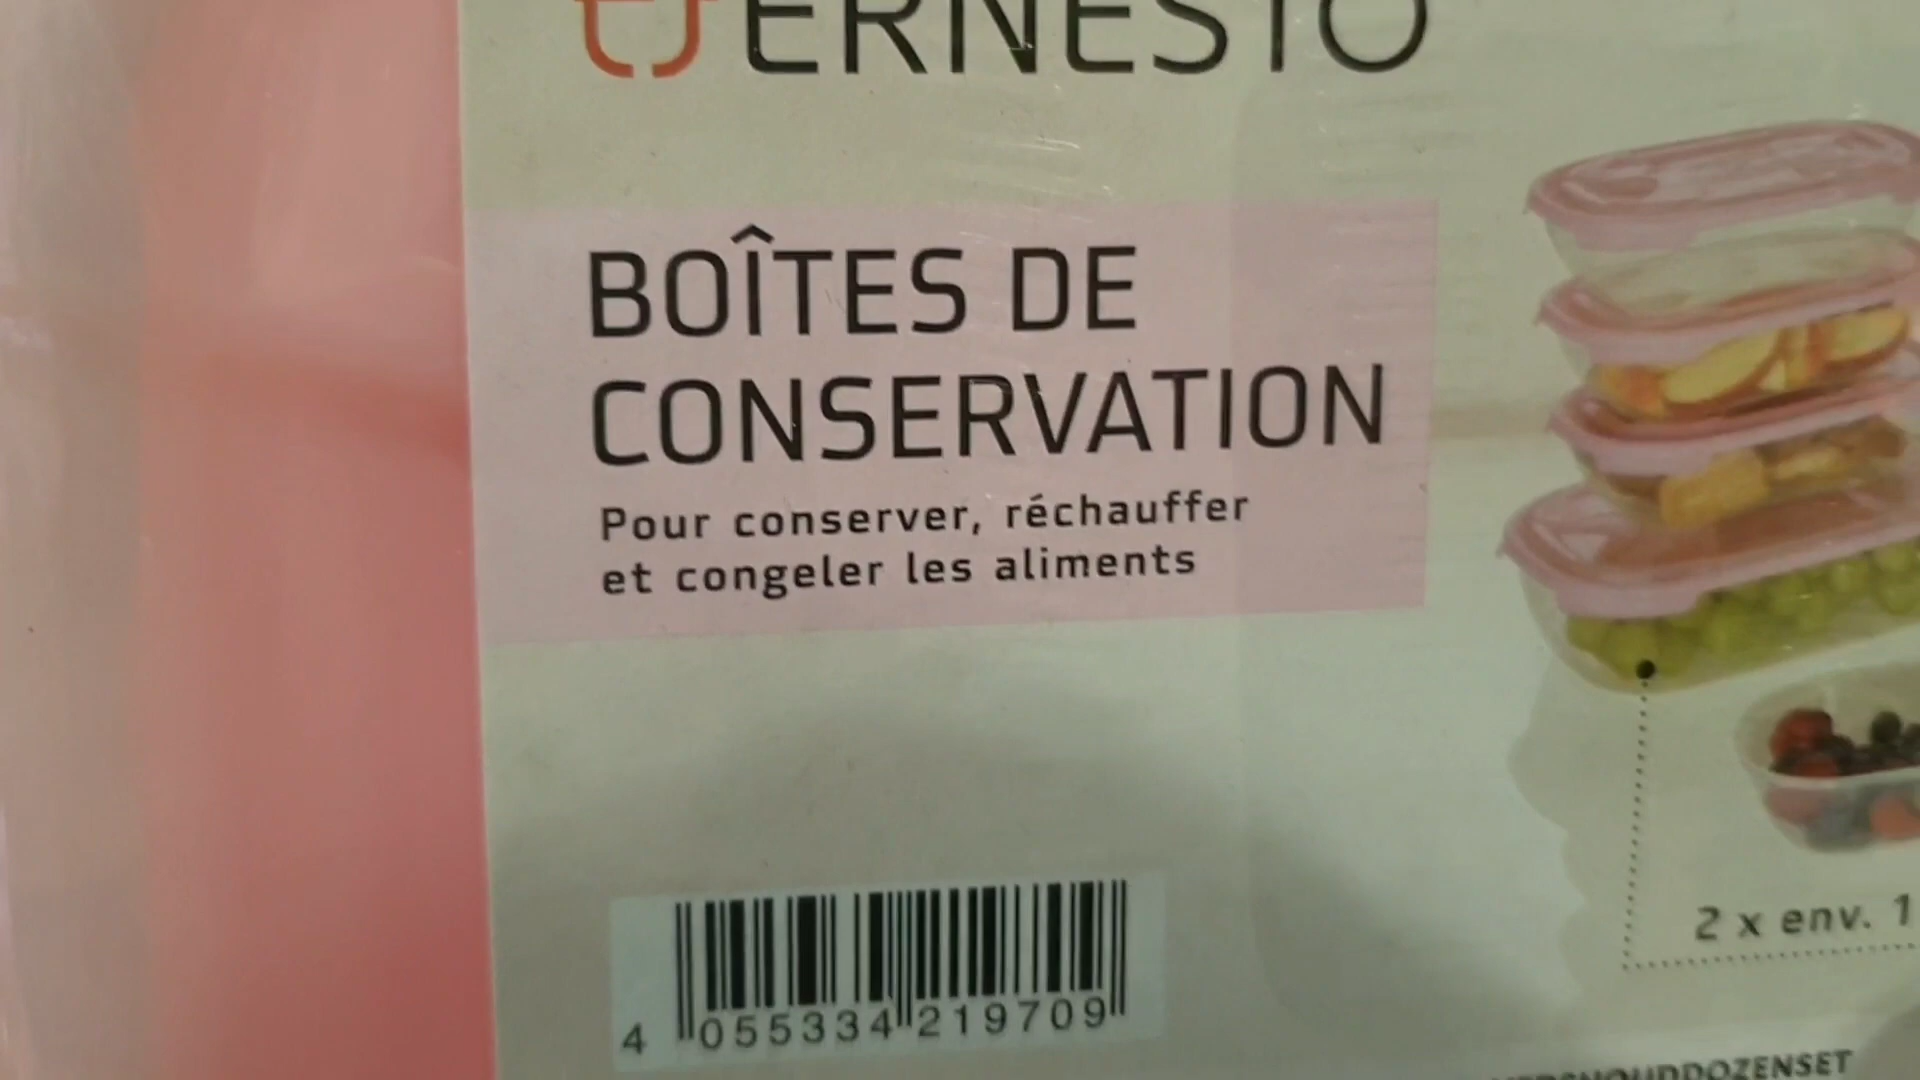 ERNESTO
BOÎTES DE
CONSERVATION
Pour conserver, réchauffer
et congeler les aliments
2 x env. 1
4 055334 219709